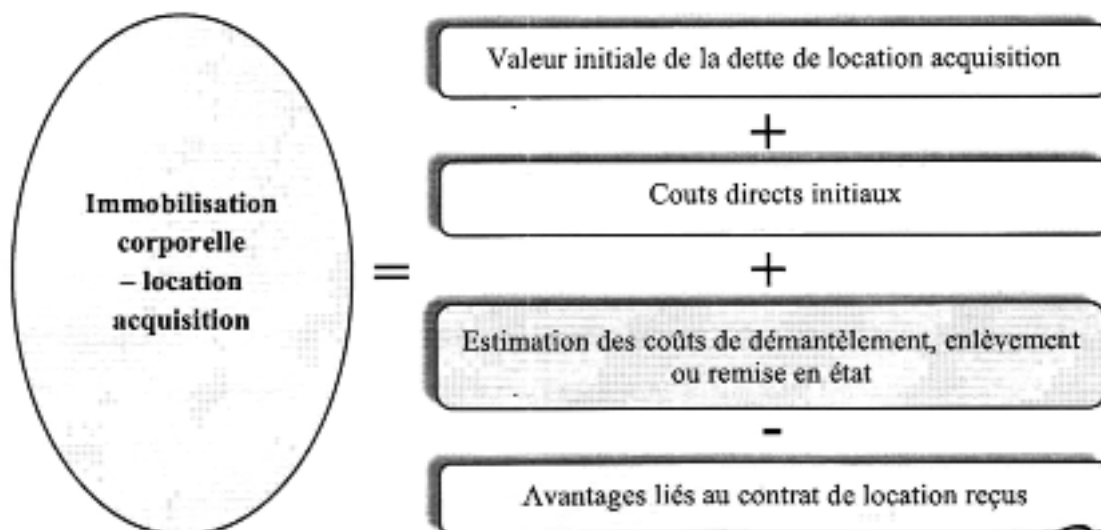 Immobilisation
corporelle
– location
acquisition
=
Valeur initiale de la dette de location acquisition
+
Couts directs initiaux
+
Estimation des coûts de démantèlement, enlèvement
ou remise en état
-
Avantages liés au contrat de location reçus